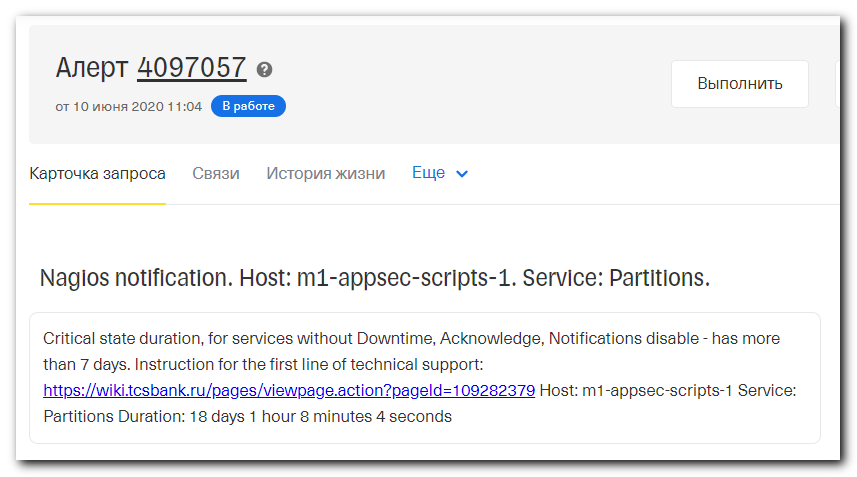 Алерт 4097057 ?
от 10 июня 2020 11:04 В работе
Выполнить
Карточка запроса Связи История жизни Еще
Nagios notification. Host: m1-appsec-scripts-1. Service: Partitions.
Critical state duration, for services without Downtime, Acknowledge, Notifications disable - has more
than 7 days. Instruction for the first line of technical support:
https://wiki.tcsbank.ru/pages/viewpage.action?pageId=109282379 Host: m1-appsec-scripts-1 Service:
Partitions Duration: 18 days 1 hour 8 minutes 4 seconds